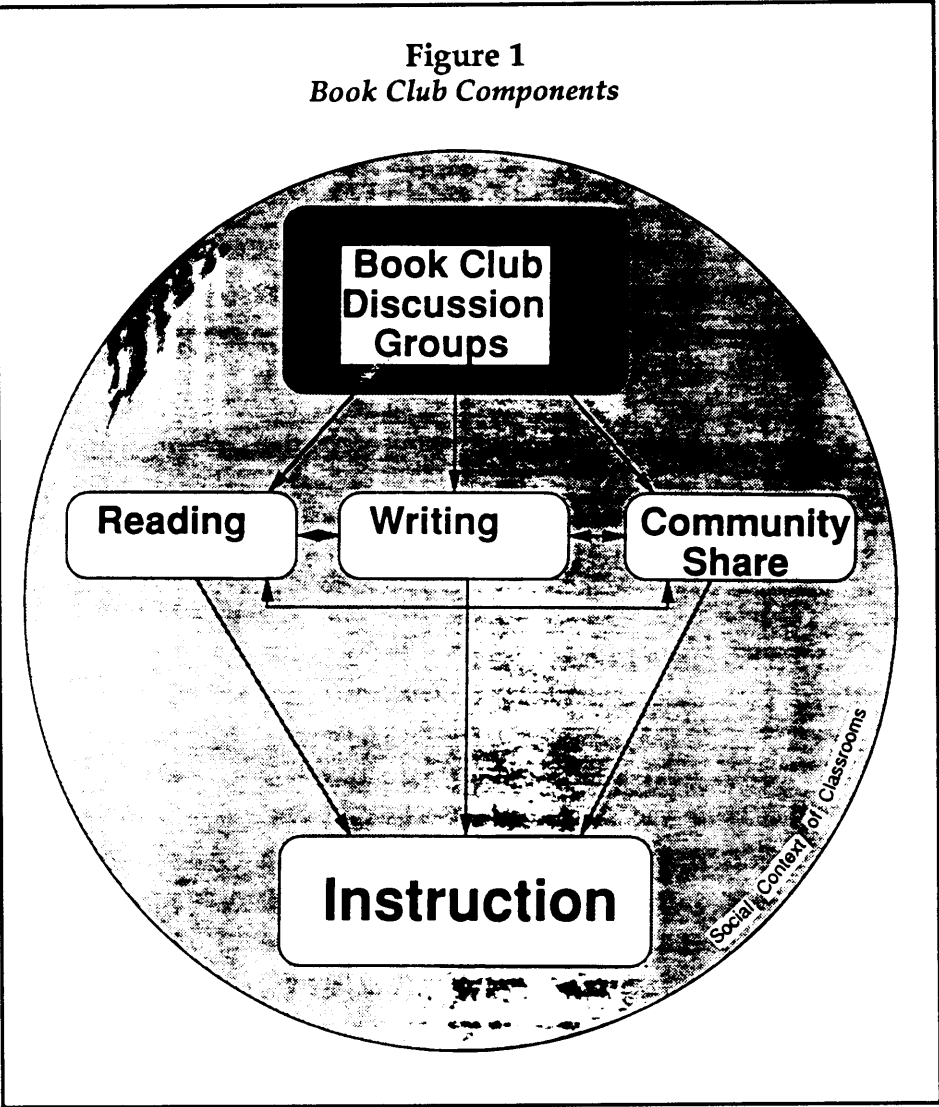 Figure 1
Book Club Components
Book Club
Discussion
Groups
Reading
Writing
Community
Share
Instruction
Social Context of Classrooms